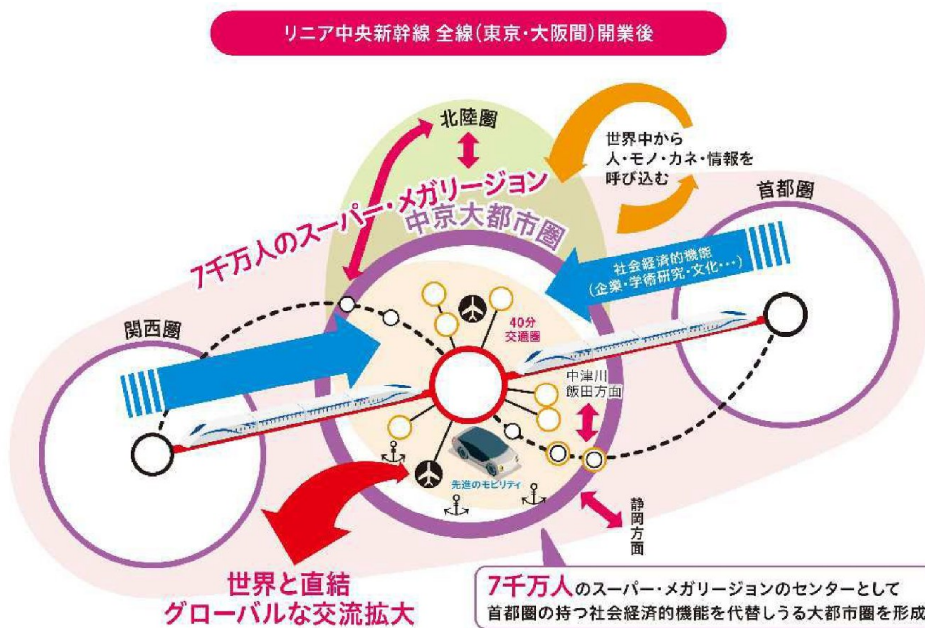 リニア中央新幹線 全線(東京・大阪間)開業後
北陸圏
世界中から
人・モノ・カネ・情報を
呼び込む
首都圏
7千万人のスーパー・メガリージョン
中京大都市圏
社会経済的機能
(企業・学術研究・文化・・・)
関西圏
40分
交通圏
中津川
飯田方面
先進のモビリティ
静岡方面
世界と直結
グローバルな交流拡大
7千万人のスーパー・メガリージョンのセンターとして
首都圏の持つ社会経済的機能を代替しうる大都市圏を形成